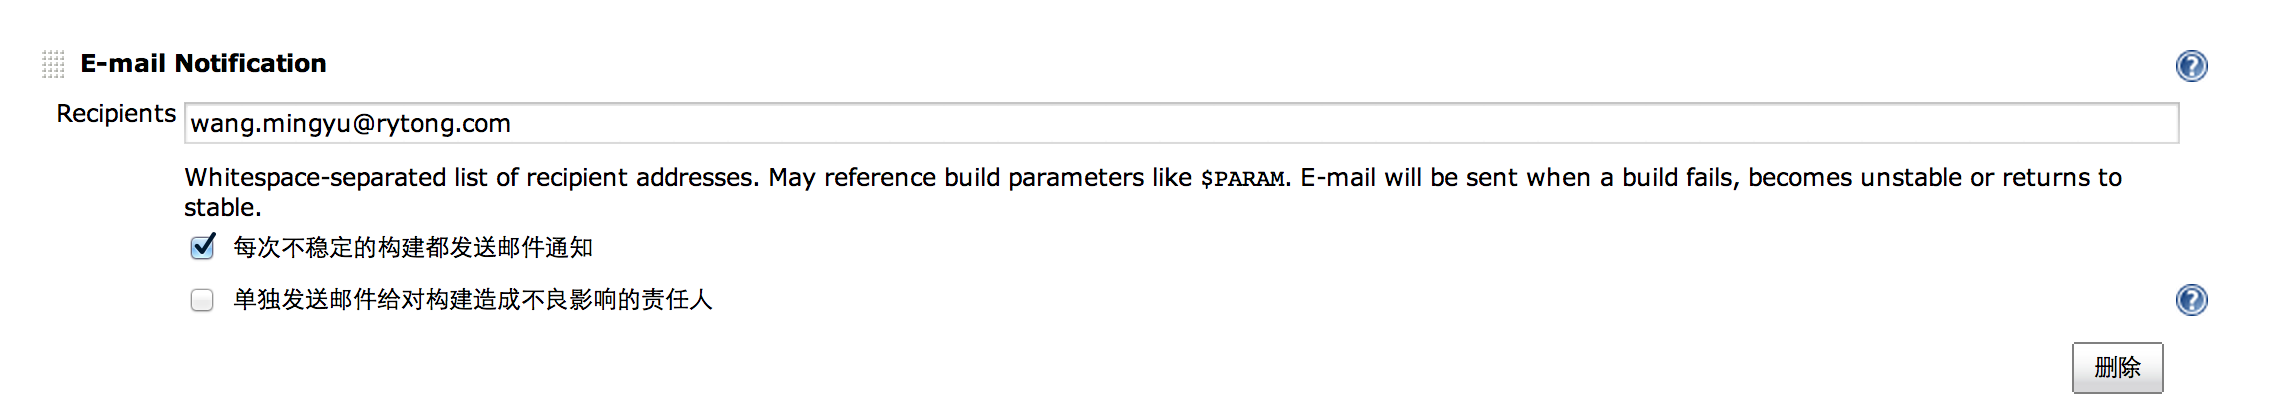 E-mail Notification
Recipients wang.mingyu@rytong.com
Whitespace-separated list of recipient addresses. May reference build parameters like $PARAM. E-mail will be sent when a build fails, becomes unstable or returns to
stable.
每次不稳定的构建都发送邮件通知
单独发送邮件给对构建造成不良影响的责任人
删除